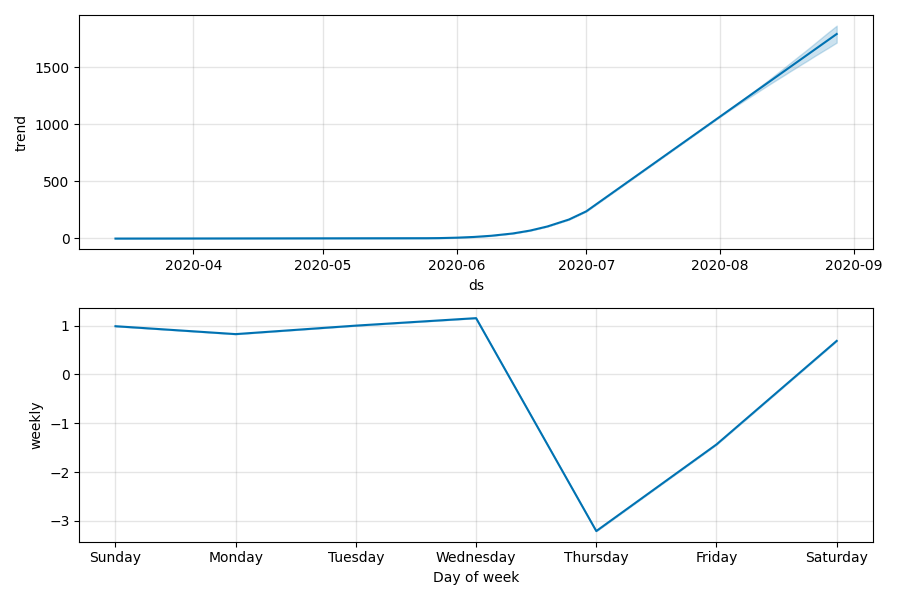 1500
1000
500
0
trend
2020-04 2020-05 2020-06 2020-07 2020-08 2020-09
ds
1
0
−1
−2
−3
weekly
Sunday Monday Tuesday Wednesday Thursday Friday Saturday
Day of week